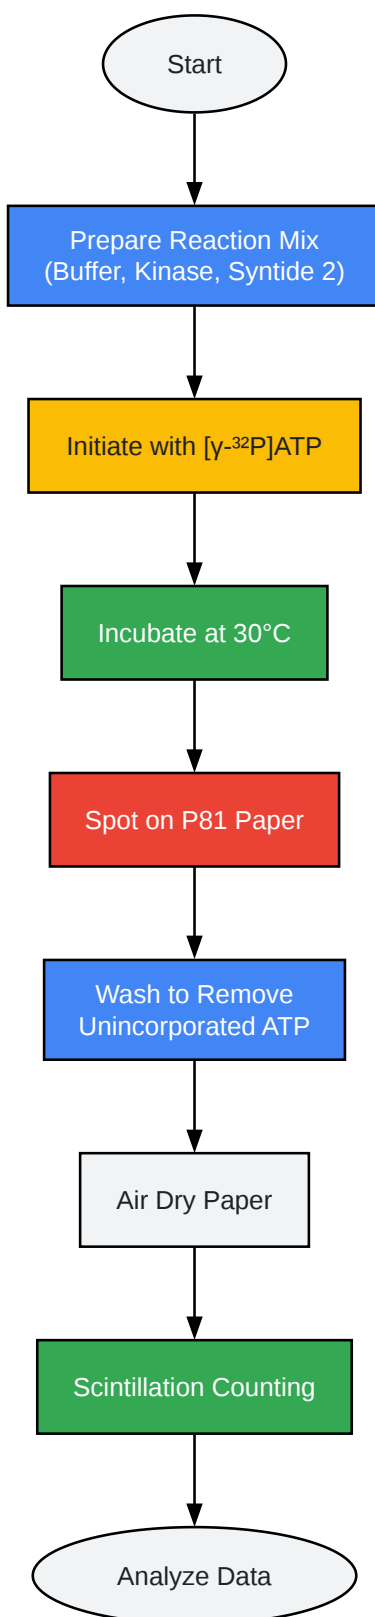 Start
Prepare Reaction Mix
(Buffer, Kinase, Syntide 2)
Initiate with [γ-³²P]ATP
Incubate at 30°C
Spot on P81 Paper
Wash to Remove
Unincorporated ATP
Air Dry Paper
Scintillation Counting
Analyze Data